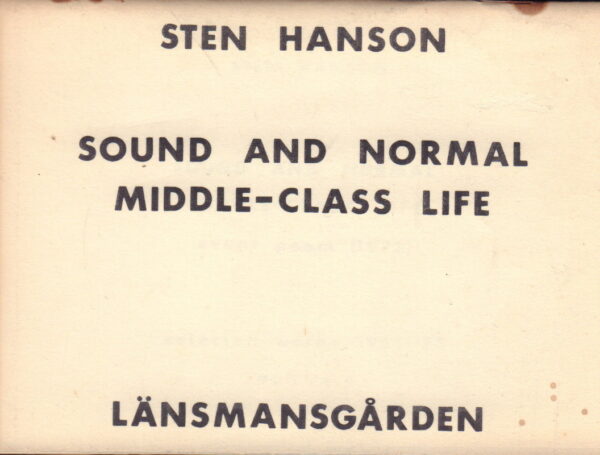 STEN HANSON
SOUND AND NORMAL
MIDDLE-CLASS LIFE
LÄNSMANSGÅRDEN